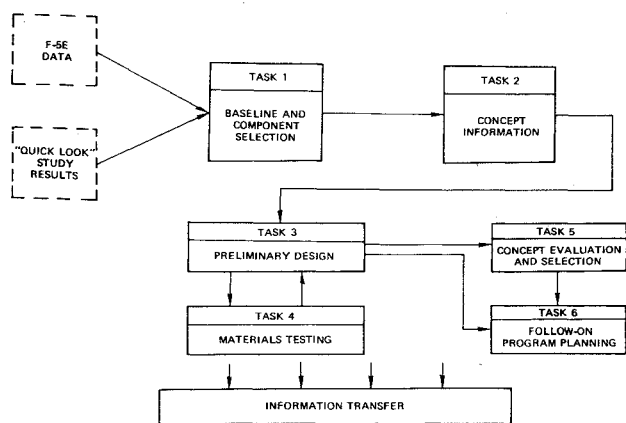 F-5E
DATA
"QUICK LOOK"
STUDY
RESULTS
TASK 1
BASELINE AND
COMPONENT
SELECTION
TASK 2
CONCEPT
INFORMATION
TASK 3
PRELIMINARY DESIGN
TASK 4
MATERIALS TESTING
TASK 5
CONCEPT EVALUATION
AND SELECTION
TASK 6
FOLLOW-ON
PROGRAM PLANNING
INFORMATION TRANSFER